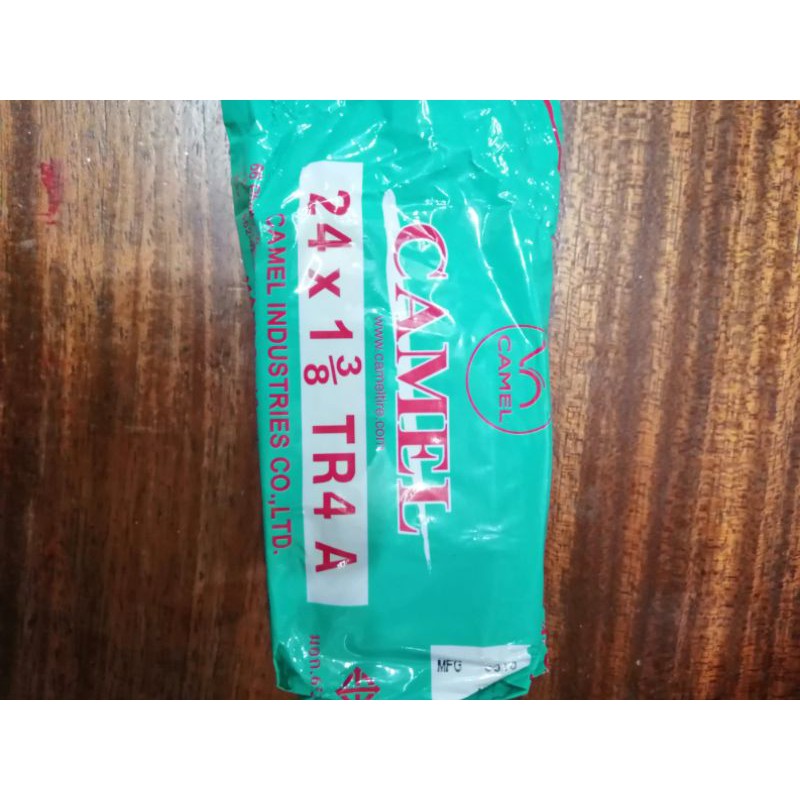 CAMEL
CAMEL
www.cameltire.com
24 x 1 3/8 TR4 A
CAMEL INDUSTRIES CO.,LTD.
MFG